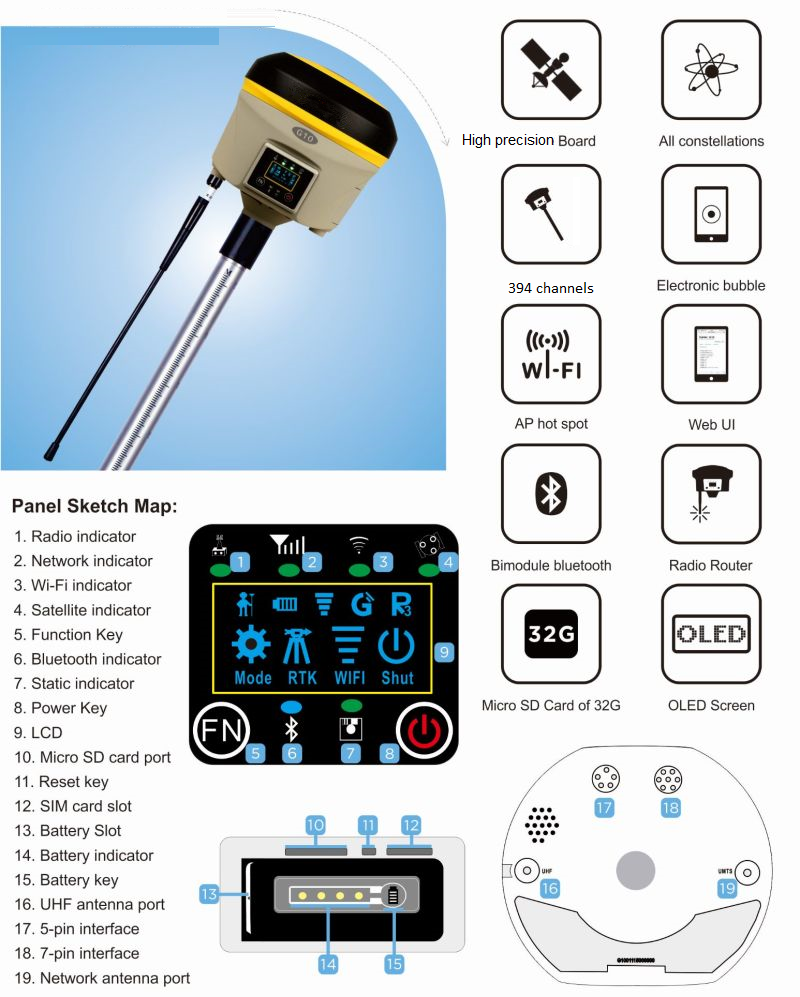 G10
High precision Board
All constellations
394 channels
Electronic bubble
WI-FI
AP hot spot
Web UI
Bimodule bluetooth
Radio Router
32G
OLED
Micro SD Card of 32G
OLED Screen
Panel Sketch Map:
1. Radio indicator
2. Network indicator
3. Wi-Fi indicator
4. Satellite indicator
5. Function Key
6. Bluetooth indicator
7. Static indicator
8. Power Key
9. LCD
10. Micro SD card port
11. Reset key
12. SIM card slot
13. Battery Slot
14. Battery indicator
15. Battery key
16. UHF antenna port
17. 5-pin interface
18. 7-pin interface
19. Network antenna port
1 2 3 4
G R3
9
Mode RTK WIFI Shut
FN
5 6 7 8
10 11 12
13
14 15
17 18
UHF UMTS
16 19